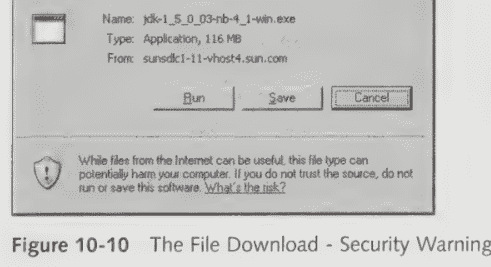 Name: jdk-1_5_0_03-nb-4_1-win.exe
Type: Application, 116 MB
From: sunsdlc1-11-vhost4.sun.com
Run Save Cancel
While files from the Internet can be useful, this file type can
potentially harm your computer. If you do not trust the source, do not
run or save this software. What's the risk?
Figure 10-10 The File Download - Security Warning